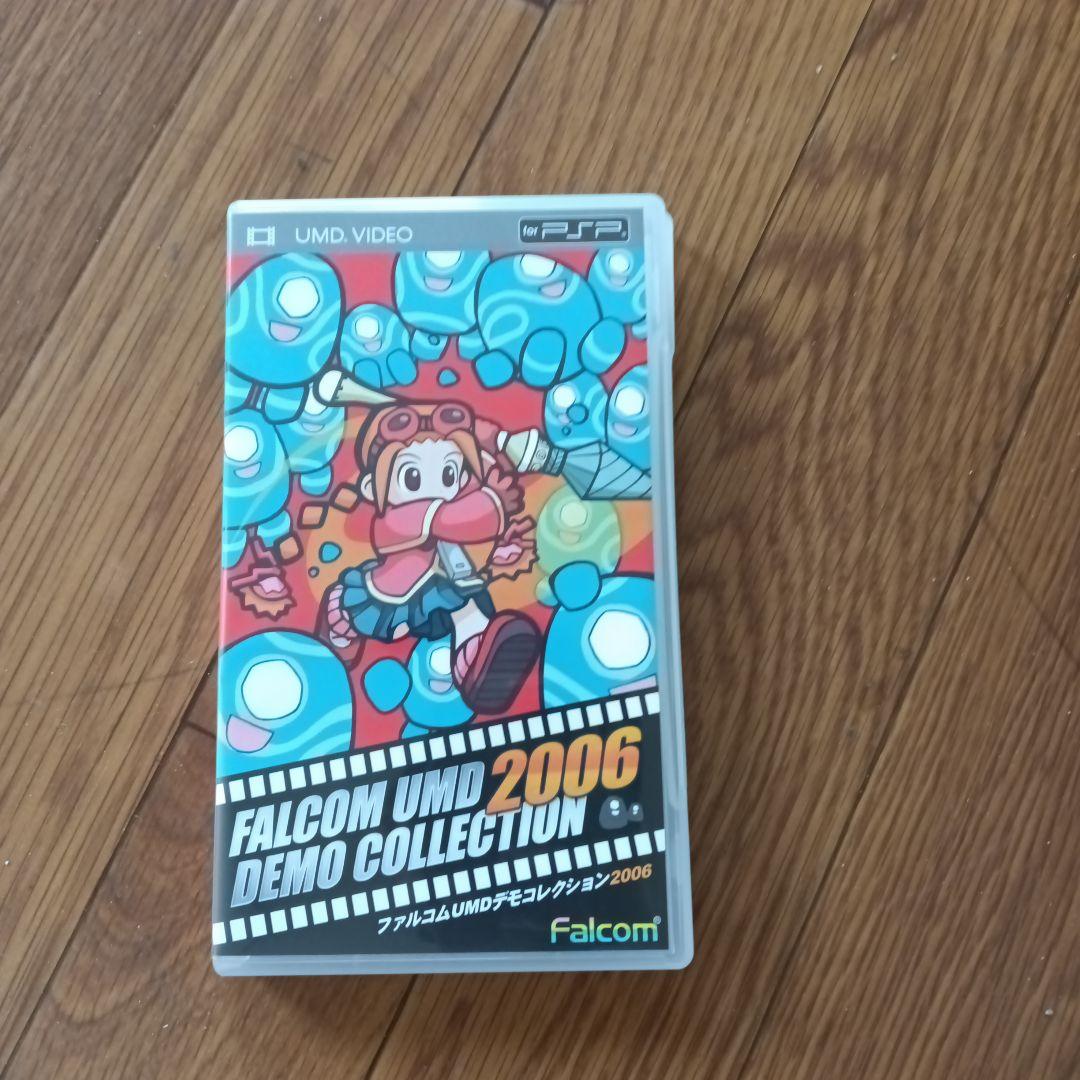 UMD. VIDEO
for PSP®
FALCOM UMD 2006
DEMO COLLECTION
ファルコムUMDデモコレクション2006
Falcom®